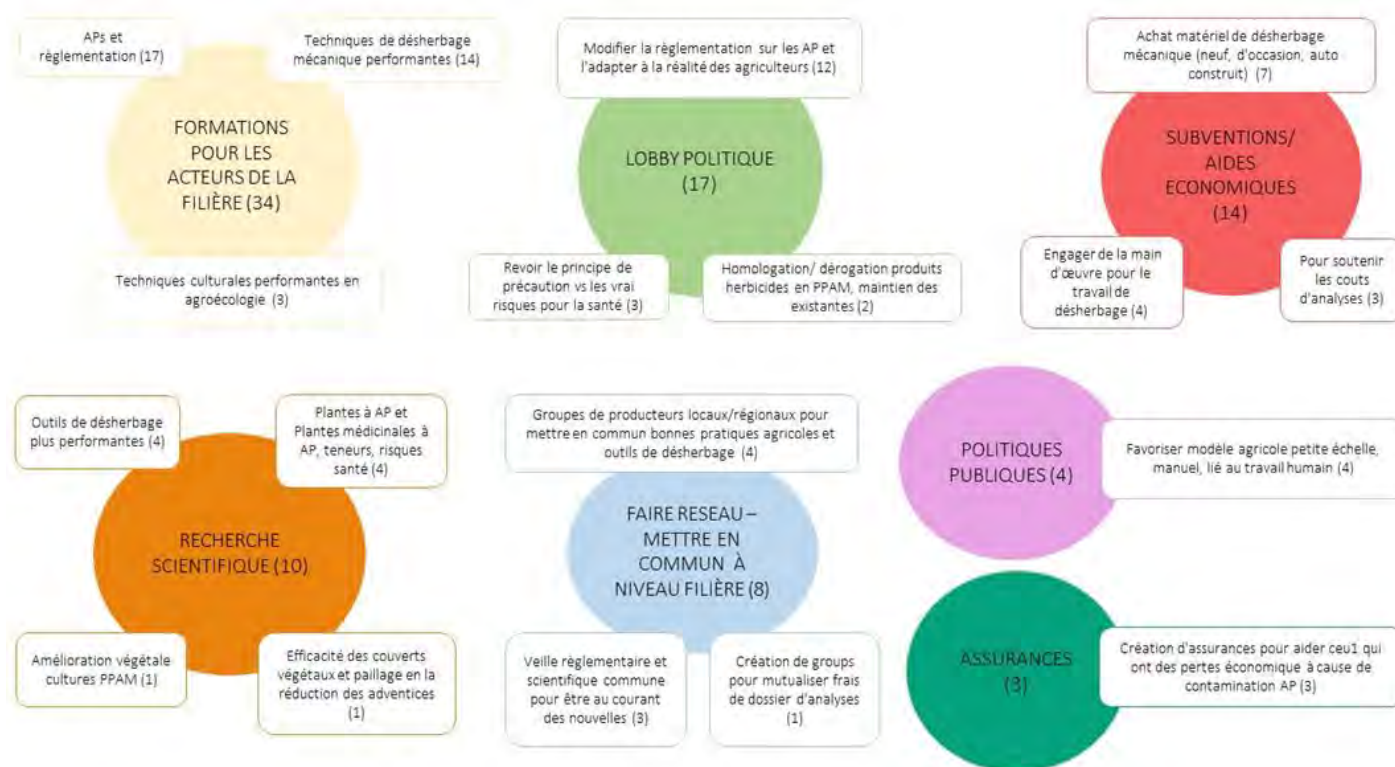 APs et
règlementation (17)
Techniques de désherbage
mécanique performantes (14)
FORMATIONS
POUR LES
ACTEURS DE LA
FILIÈRE (34)
Techniques culturales performantes en
agroécologie (3)
Modifier la règlementation sur les AP et
l'adapter à la réalité des agriculteurs (12)
LOBBY POLITIQUE
(17)
Revoir le principe de
précaution vs les vrai
risques pour la santé (3)
Homologation/ dérogation produits
herbicides en PPAM, maintien des
existantes (2)
Achat matériel de désherbage
mécanique (neuf, d'occasion, auto
construit) (7)
SUBVENTIONS/
AIDES
ECONOMIQUES
(14)
Engager de la main
d'œuvre pour le
travail de
désherbage (4)
Pour soutenir
les couts
d'analyses (3)
Outils de désherbage
plus performantes (4)
Plantes à AP et
Plantes médicinales à
AP, teneurs, risques
santé (4)
RECHERCHE
SCIENTIFIQUE (10)
Amélioration végétale
cultures PPAM (1)
Efficacité des couverts
végétaux et paillage en la
réduction des adventices
(1)
Groupes de producteurs locaux/régionaux pour
mettre en commun bonnes pratiques agricoles et
outils de désherbage (4)
FAIRE RESEAU –
METTRE EN
COMMUN À
NIVEAU FILIÈRE (8)
Veille règlementaire et
scientifique commune
pour être au courant
des nouvelles (3)
Création de groups
pour mutualiser frais
de dossier d'analyses
(1)
POLITIQUES
PUBLIQUES (4)
Favoriser modèle agricole petite échelle,
manuel, lié au travail humain (4)
ASSURANCES
(3)
Création d'assurances pour aider ceu1 qui
ont des pertes économique à cause de
contamination AP (3)